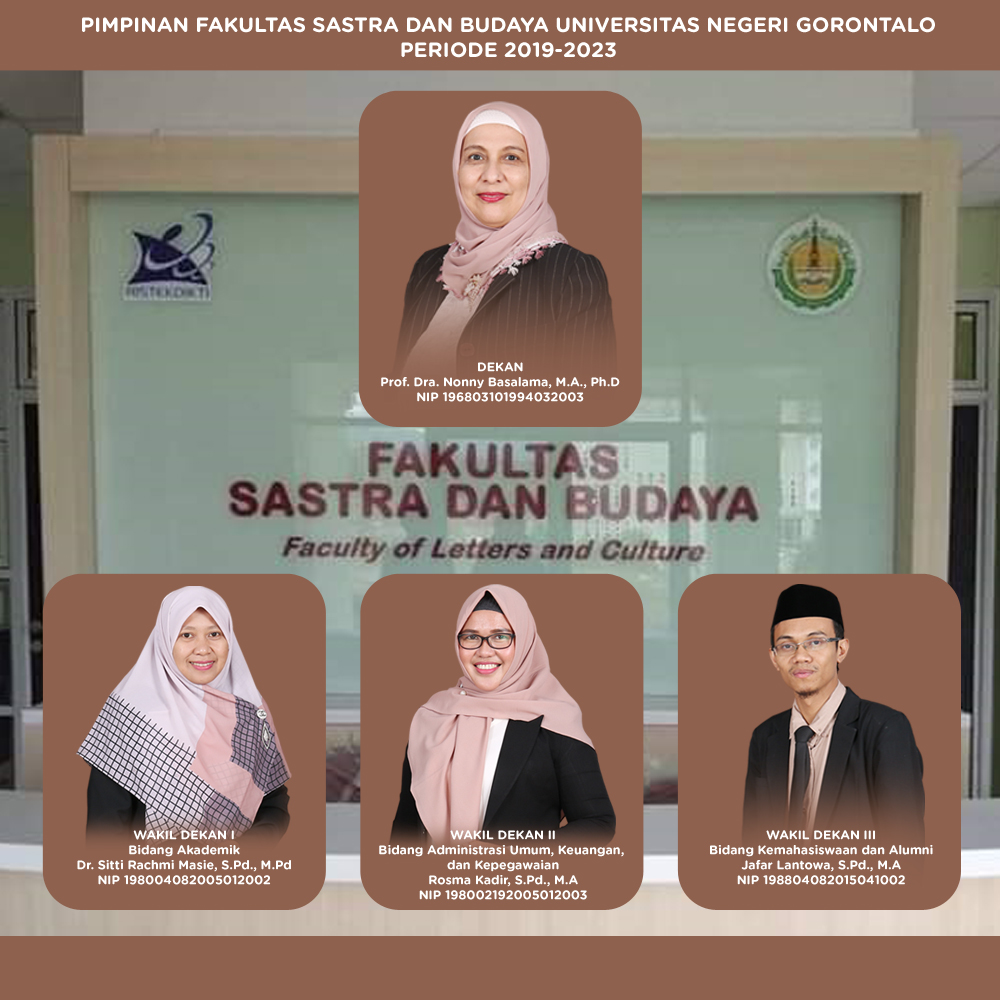 PIMPINAN FAKULTAS SASTRA DAN BUDAYA UNIVERSITAS NEGERI GORONTALO
PERIODE 2019-2023
RISTEKDIKTI
DEKAN
Prof. Dra. Nonny Basalama, M.A., Ph.D
NIP 196803101994032003
FAKULTAS
SASTRA DAN BUDAYA
Faculty of Letters and Culture
WAKIL DEKAN I
Bidang Akademik
Dr. Sitti Rachmi Masie, S.Pd., M.Pd
NIP 198004082005012002
WAKIL DEKAN II
Bidang Administrasi Umum, Keuangan,
dan Kepegawaian
Rosma Kadir, S.Pd., M.A
NIP 198002192005012003
WAKIL DEKAN III
Bidang Kemahasiswaan dan Alumni
Jafar Lantowa, S.Pd., M.A
NIP 198804082015041002